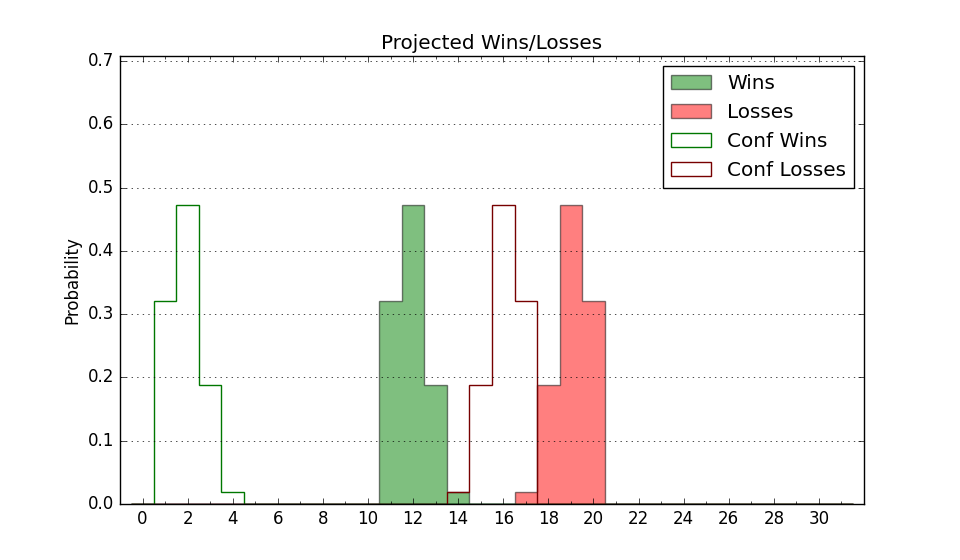 Projected Wins/Losses
0.7
0.6
0.5
0.4
0.3
0.2
0.1
0.0
Probability
Wins
Losses
Conf Wins
Conf Losses
0 2 4 6 8 10 12 14 16 18 20 22 24 26 28 30